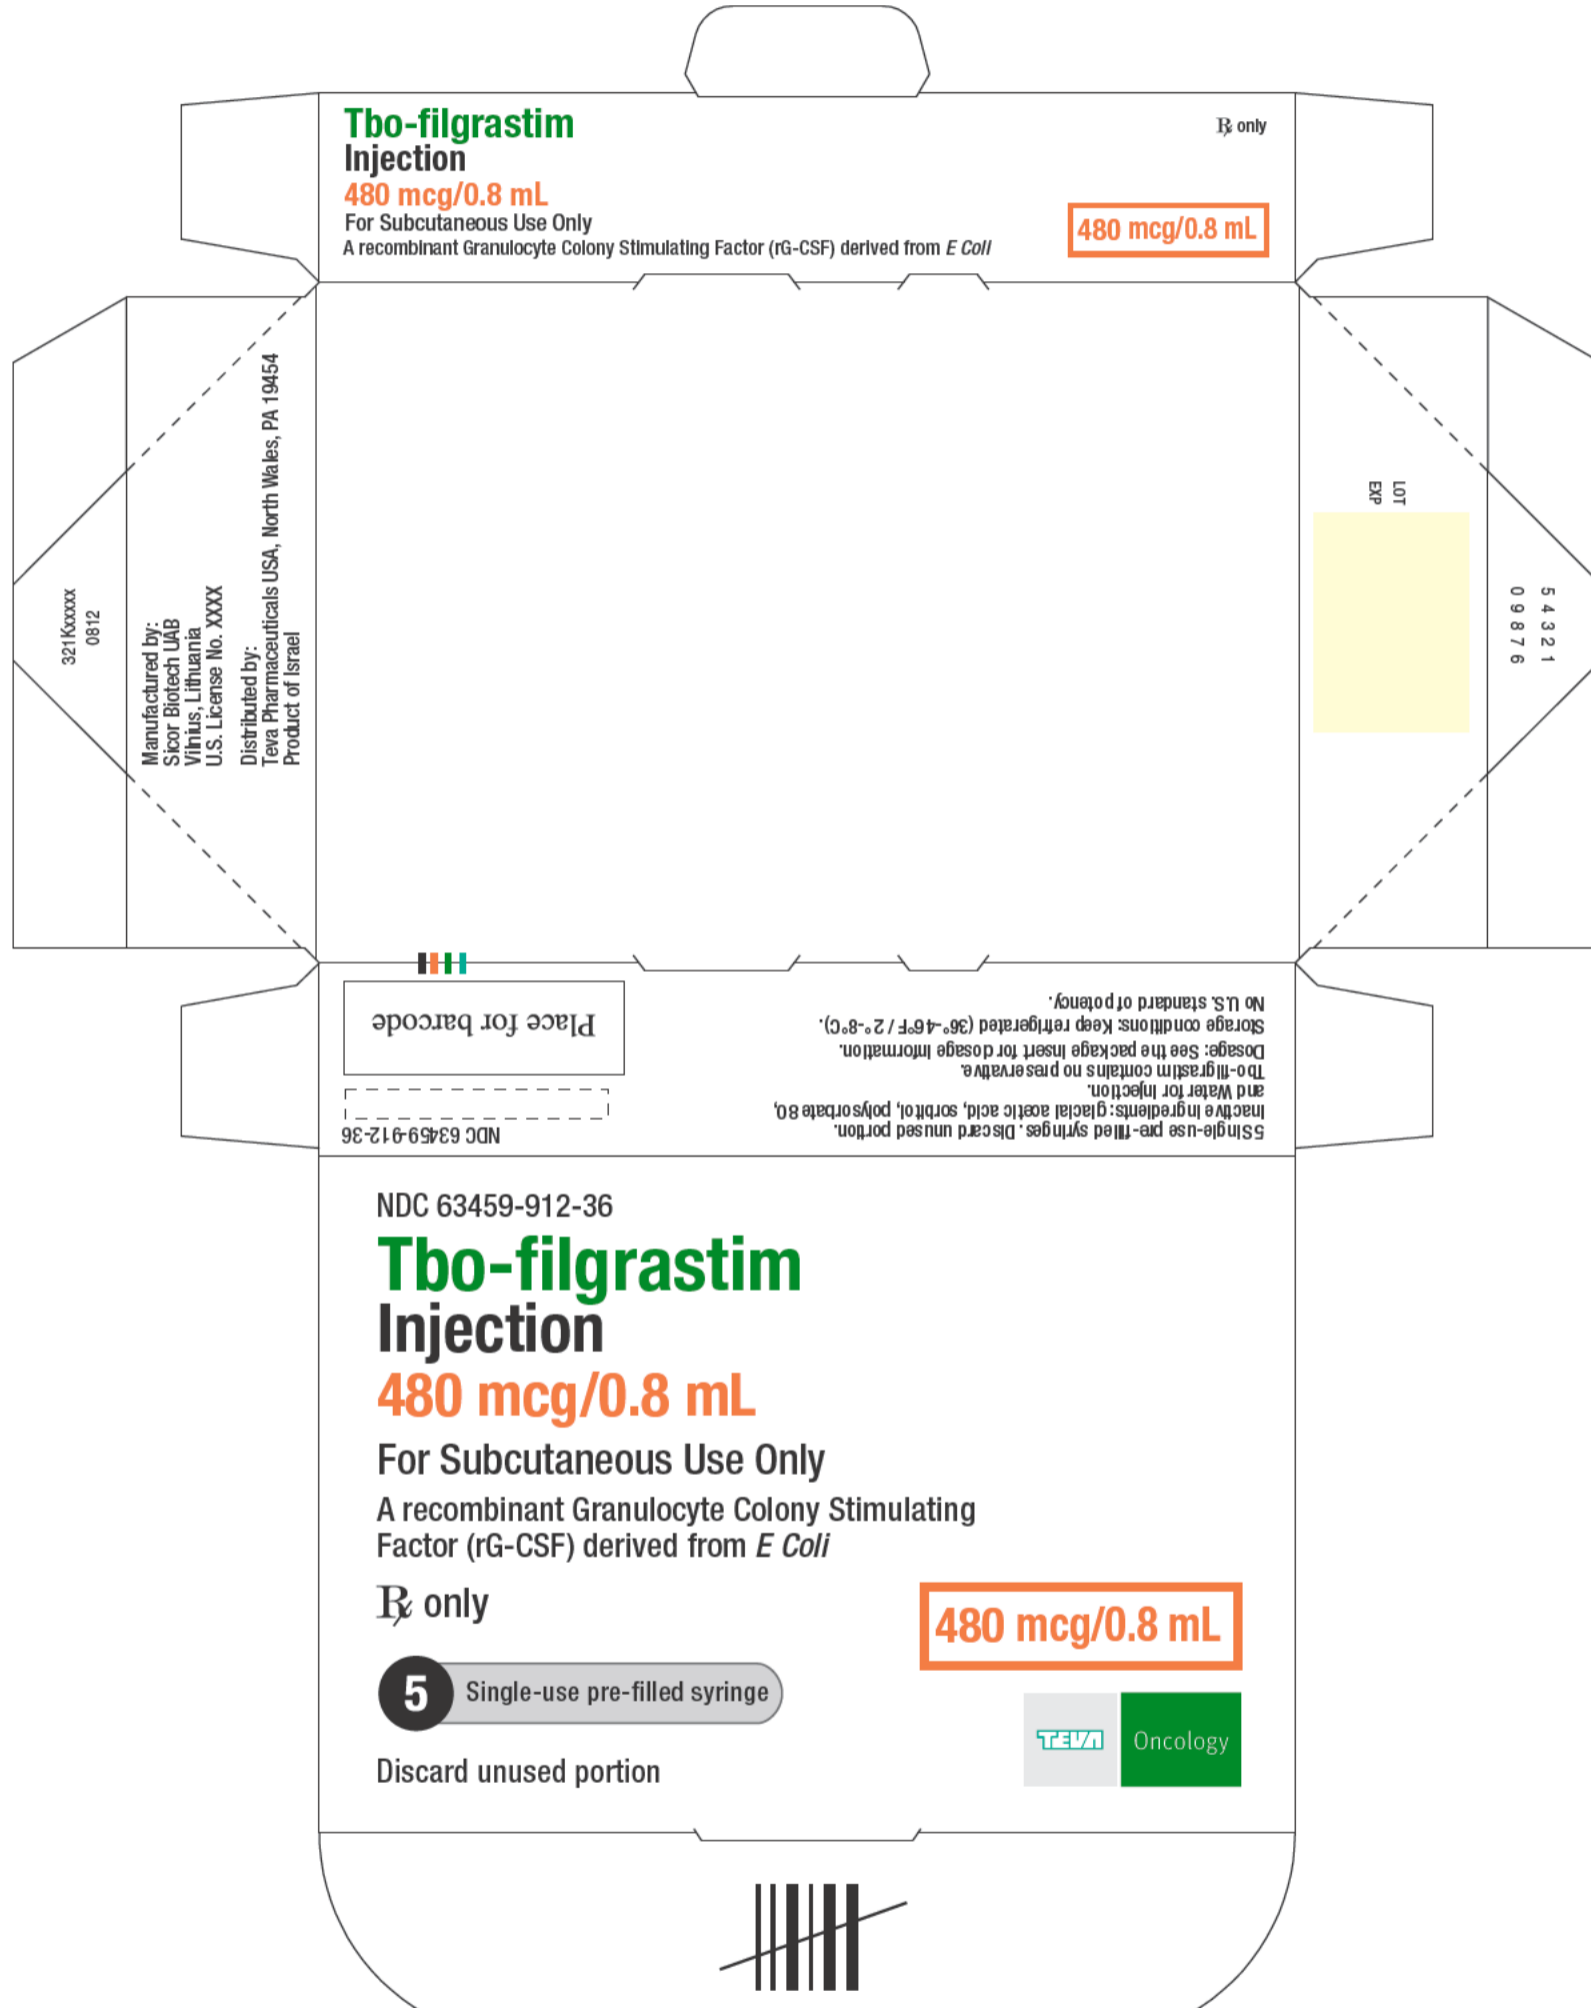 Tbo-filgrastim
Injection
480 mcg/0.8 mL
For Subcutaneous Use Only
A recombinant Granulocyte Colony Stimulating Factor (rG-CSF) derived from E Coli
℞ only
480 mcg/0.8 mL
321Kxxxxx
0812
Manufactured by:
Sicor Biotech UAB
Vilnius, Lithuania
U.S. License No. XXXX
Distributed by:
Teva Pharmaceuticals USA, North Wales, PA 19454
Product of Israel
LOT
EXP
5 4 3 2 1
0 9 8 7 6
5 Single-use pre-filled syringes. Discard unused portion.
Inactive Ingredients: glacial acetic acid, sorbitol, polysorbate 80,
and Water for Injection.
Tbo-filgrastim contains no preservative.
Dosage: See the package insert for dosage information.
Storage conditions: Keep refrigerated (36°-46°F / 2°-8°C).
No U.S. standard of potency.
NDC 63459-912-36
Place for barcode
NDC 63459-912-36
Tbo-filgrastim
Injection
480 mcg/0.8 mL
For Subcutaneous Use Only
A recombinant Granulocyte Colony Stimulating
Factor (rG-CSF) derived from E Coli
℞ only
480 mcg/0.8 mL
5 Single-use pre-filled syringe
TEVA Oncology
Discard unused portion